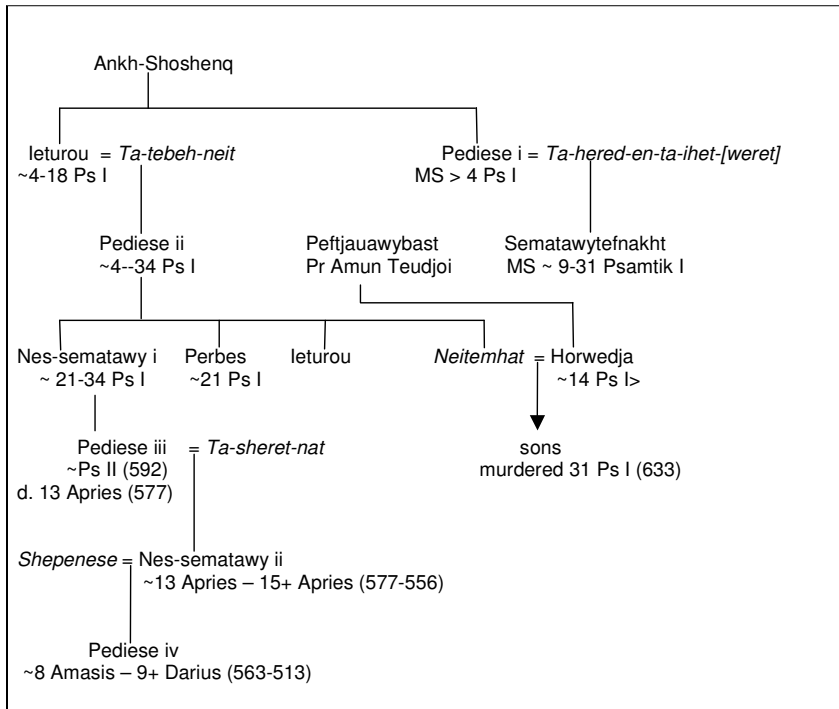 Ankh-Shoshenq
Ieturou = Ta-tebeh-neit
~4-18 Ps I
Pediese i = Ta-hered-en-ta-ihet-[weret]
MS > 4 Ps I
Pediese ii
~4--34 Ps I
Peftjauawybast
Pr Amun Teudjoi
Sematawytefnakht
MS ~ 9-31 Psamtik I
Nes-sematawy i
~ 21-34 Ps I
Perbes
~21 Ps I
Ieturou
Neitemhat = Horwedja
~14 Ps I>
Pediese iii = Ta-sheret-nat
~Ps II (592)
d. 13 Apries (577)
sons
murdered 31 Ps I (633)
Shepenese = Nes-sematawy ii
~13 Apries – 15+ Apries (577-556)
Pediese iv
~8 Amasis – 9+ Darius (563-513)